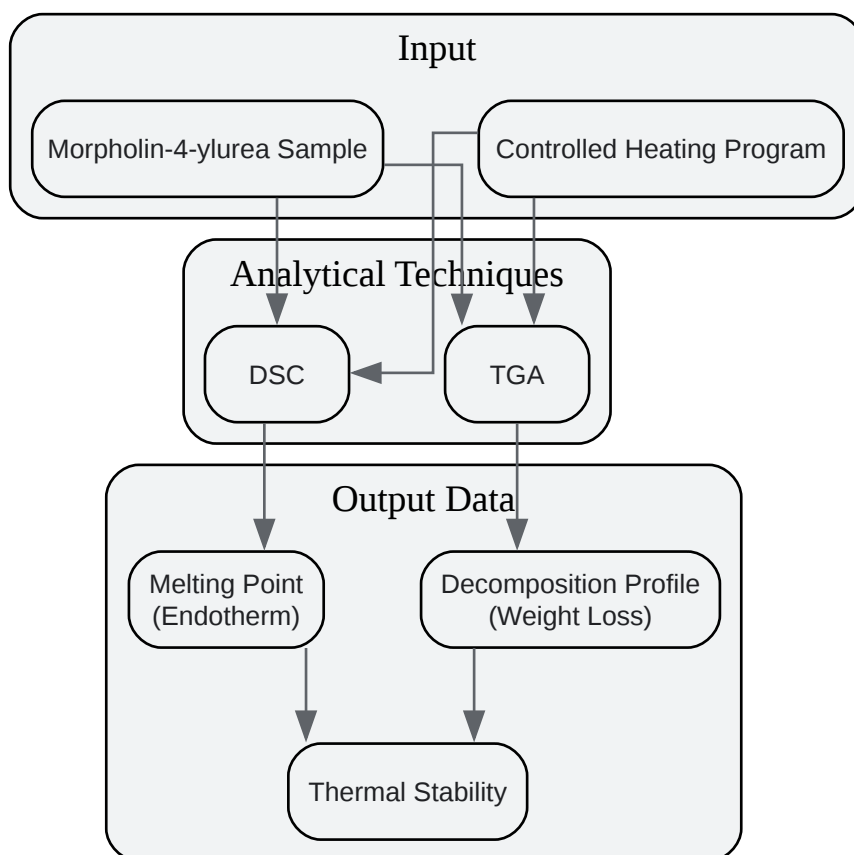 Input
Morpholin-4-ylurea Sample
Controlled Heating Program
Analytical Techniques
DSC
TGA
Output Data
Melting Point
(Endotherm)
Decomposition Profile
(Weight Loss)
Thermal Stability